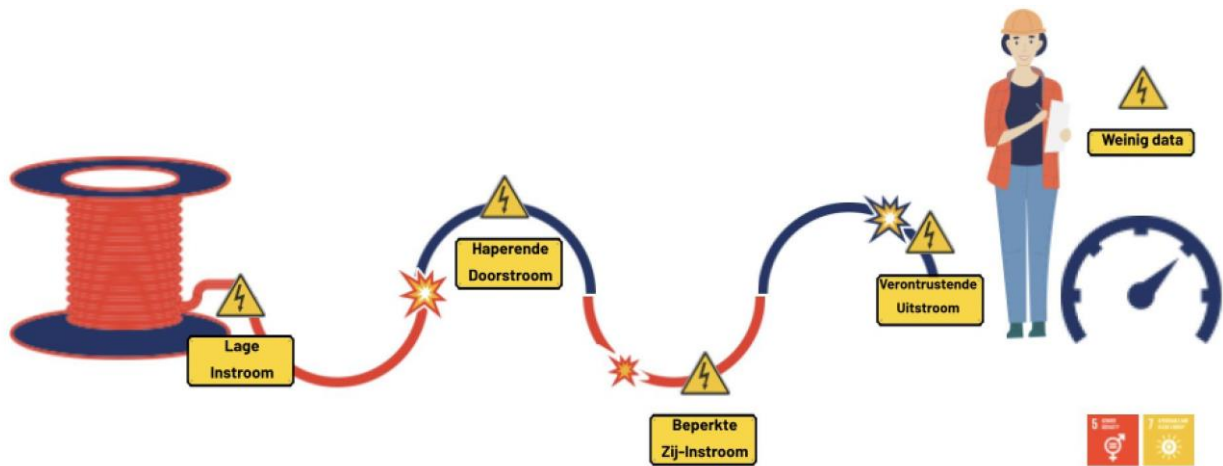 Weinig data
Haperende
Doorstroom
Verontrustende
Uitstroom
Lage
Instroom
Beperkte
Zij-Instroom
5
7